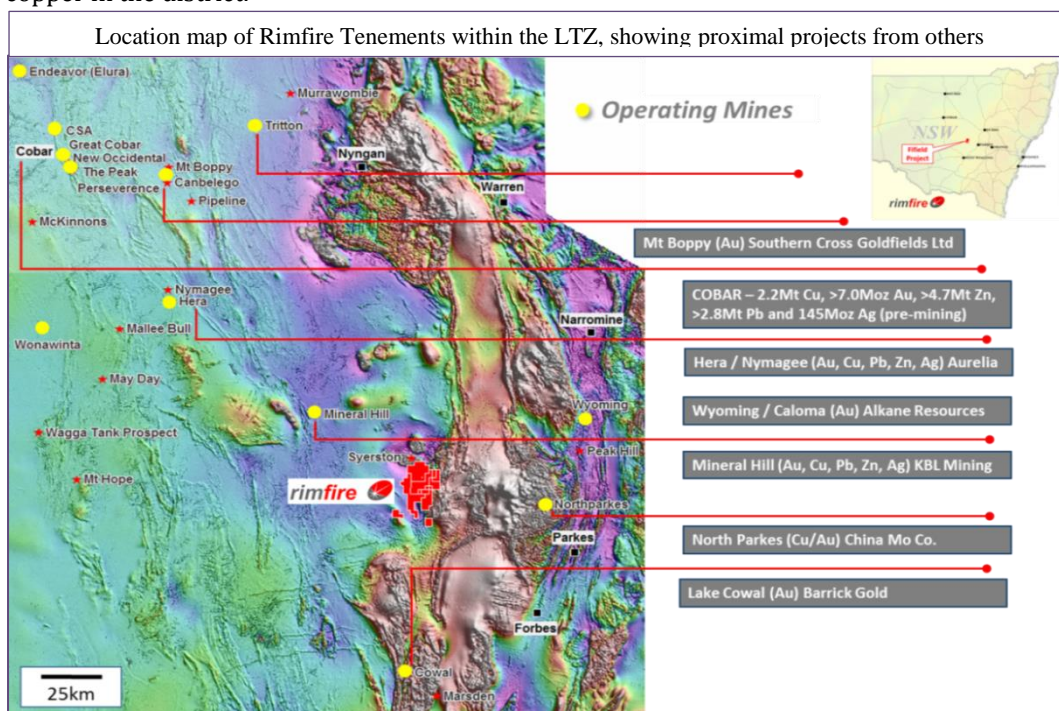 copper in the district.
Location map of Rimfire Tenements within the LTZ, showing proximal projects from others
Endeavor (Elura)
Murrawombie
Operating Mines
CSA
Tritton
Great Cobar
Cobar
New Occidental
The Peak
Perseverence
Mt Boppy
Canbelego
Pipeline
Nyngan
Warren
McKinnons
NSW
Fifield
Project
rimfire
Mt Boppy (Au) Southern Cross Goldfields Ltd
COBAR – 2.2Mt Cu, >7.0Moz Au, >4.7Mt Zn,
>2.8Mt Pb and 145Moz Ag (pre-mining)
Nymagee
Hera
Mallee Bull
Wonawinta
Narromine
Hera / Nymagee (Au, Cu, Pb, Zn, Ag) Aurelia
May Day
Mineral Hill
Wyoming
Wyoming / Caloma (Au) Alkane Resources
Wagga Tank Prospect
Syerston
Peak Hill
Mineral Hill (Au, Cu, Pb, Zn, Ag) KBL Mining
Mt Hope
rimfire
Northparkes
Parkes
North Parkes (Cu/Au) China Mo Co.
Lake Cowal (Au) Barrick Gold
Forbes
Cowal
Marsden
25km